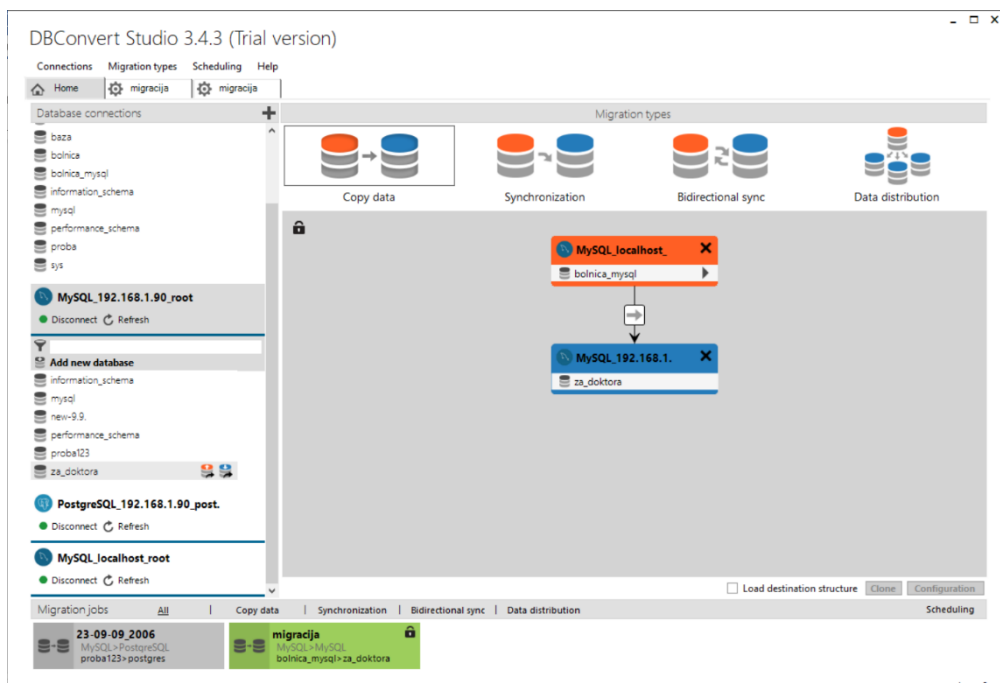 DBConvert Studio 3.4.3 (Trial version)
Connections Migration types Scheduling Help
Home migracija migracija
Database connections
Migration types
baza
bolnica
bolnica_mysql
information_schema
mysql
performance_schema
proba
sys
MySQL_192.168.1.90_root
Disconnect Refresh
Add new database
information_schema
mysql
new-9.9.
performance_schema
proba123
za_doktora
PostgreSQL_192.168.1.90_post.
Disconnect Refresh
MySQL_localhost_root
Disconnect Refresh
Copy data Synchronization Bidirectional sync Data distribution
MySQL_localhost_
bolnica_mysql
MySQL_192.168.1.
za_doktora
Load destination structure Clone Configuration
Migration jobs All | Copy data | Synchronization | Bidirectional sync | Data distribution Scheduling
23-09-09_2006
MySQL>PostgreSQL
proba123>postgres
migracija
MySQL>MySQL
bolnica_mysql>za_doktora